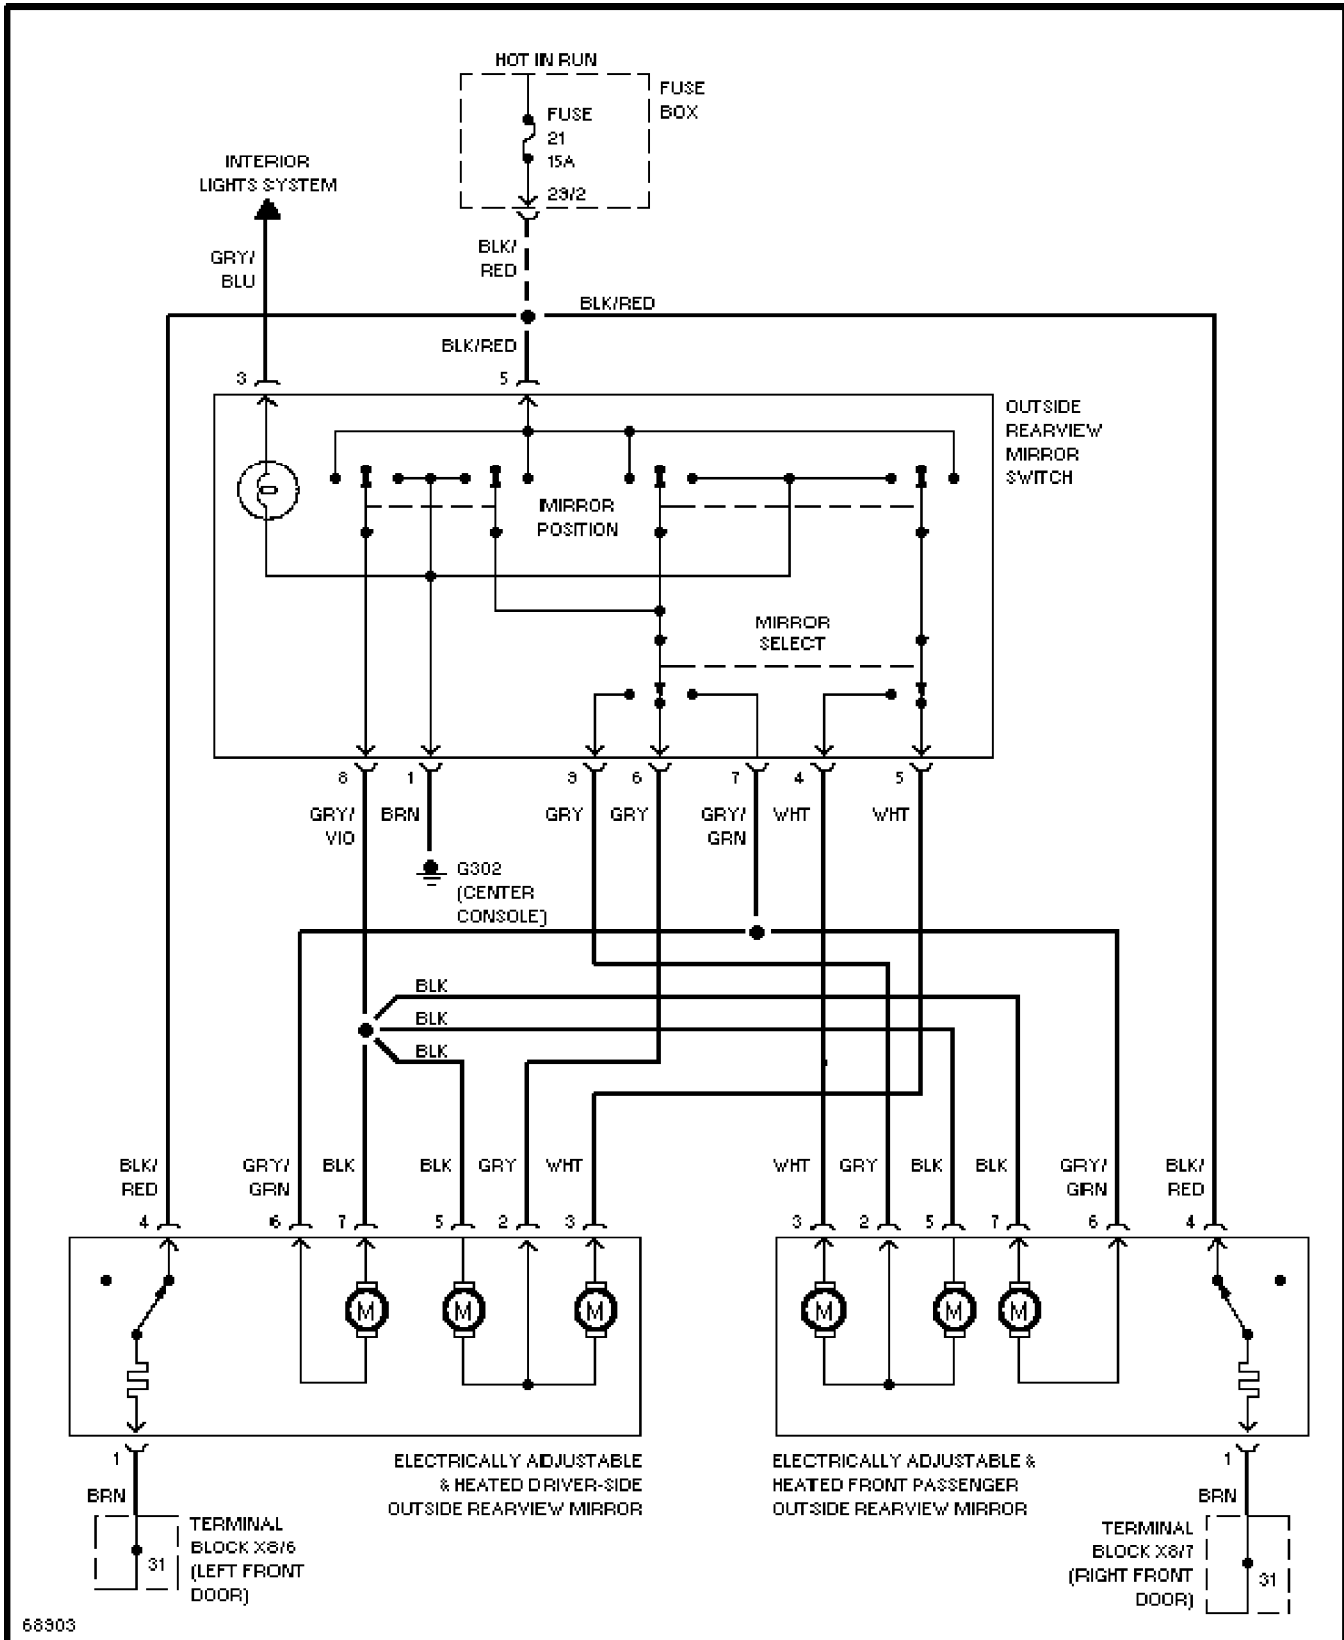 HOT IN RUN
FUSE
BOX
FUSE
21
15A
29/2
INTERIOR
LIGHTS SYSTEM
GRY/
BLU
BLK/
RED
BLK/RED
BLK/RED
3
5
OUTSIDE
REARVIEW
MIRROR
SWITCH
MIRROR
POSITION
MIRROR
SELECT
8 1 9 6 7 4 5
GRY/
VIO
BRN
GRY
GRY
GRY/
GRN
WHT
WHT
G302
(CENTER
CONSOLE)
BLK
BLK
BLK
BLK/
RED
GRY/
GRN
BLK
BLK
GRY
WHT
WHT
GRY
BLK
BLK
GRY/
GRN
BLK/
RED
4 6 7 5 2 3
3 2 5 7 6 4
M M M
M M M
1
BRN
ELECTRICALLY ADJUSTABLE
& HEATED DRIVER-SIDE
OUTSIDE REARVIEW MIRROR
ELECTRICALLY ADJUSTABLE &
HEATED FRONT PASSENGER
OUTSIDE REARVIEW MIRROR
1
BRN
31
TERMINAL
BLOCK X8/6
(LEFT FRONT
DOOR)
TERMINAL
BLOCK X8/7
(RIGHT FRONT
DOOR)
31
68903